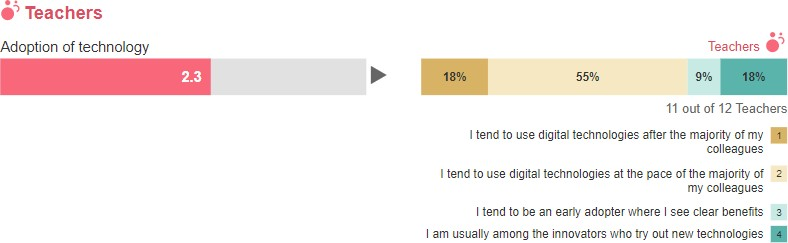 Teachers
Adoption of technology
Teachers
2.3
18%
55%
9%
18%
11 out of 12 Teachers
I tend to use digital technologies after the majority of my
colleagues
1
I tend to use digital technologies at the pace of the majority of
my colleagues
2
I tend to be an early adopter where I see clear benefits
3
I am usually among the innovators who try out new technologies
4